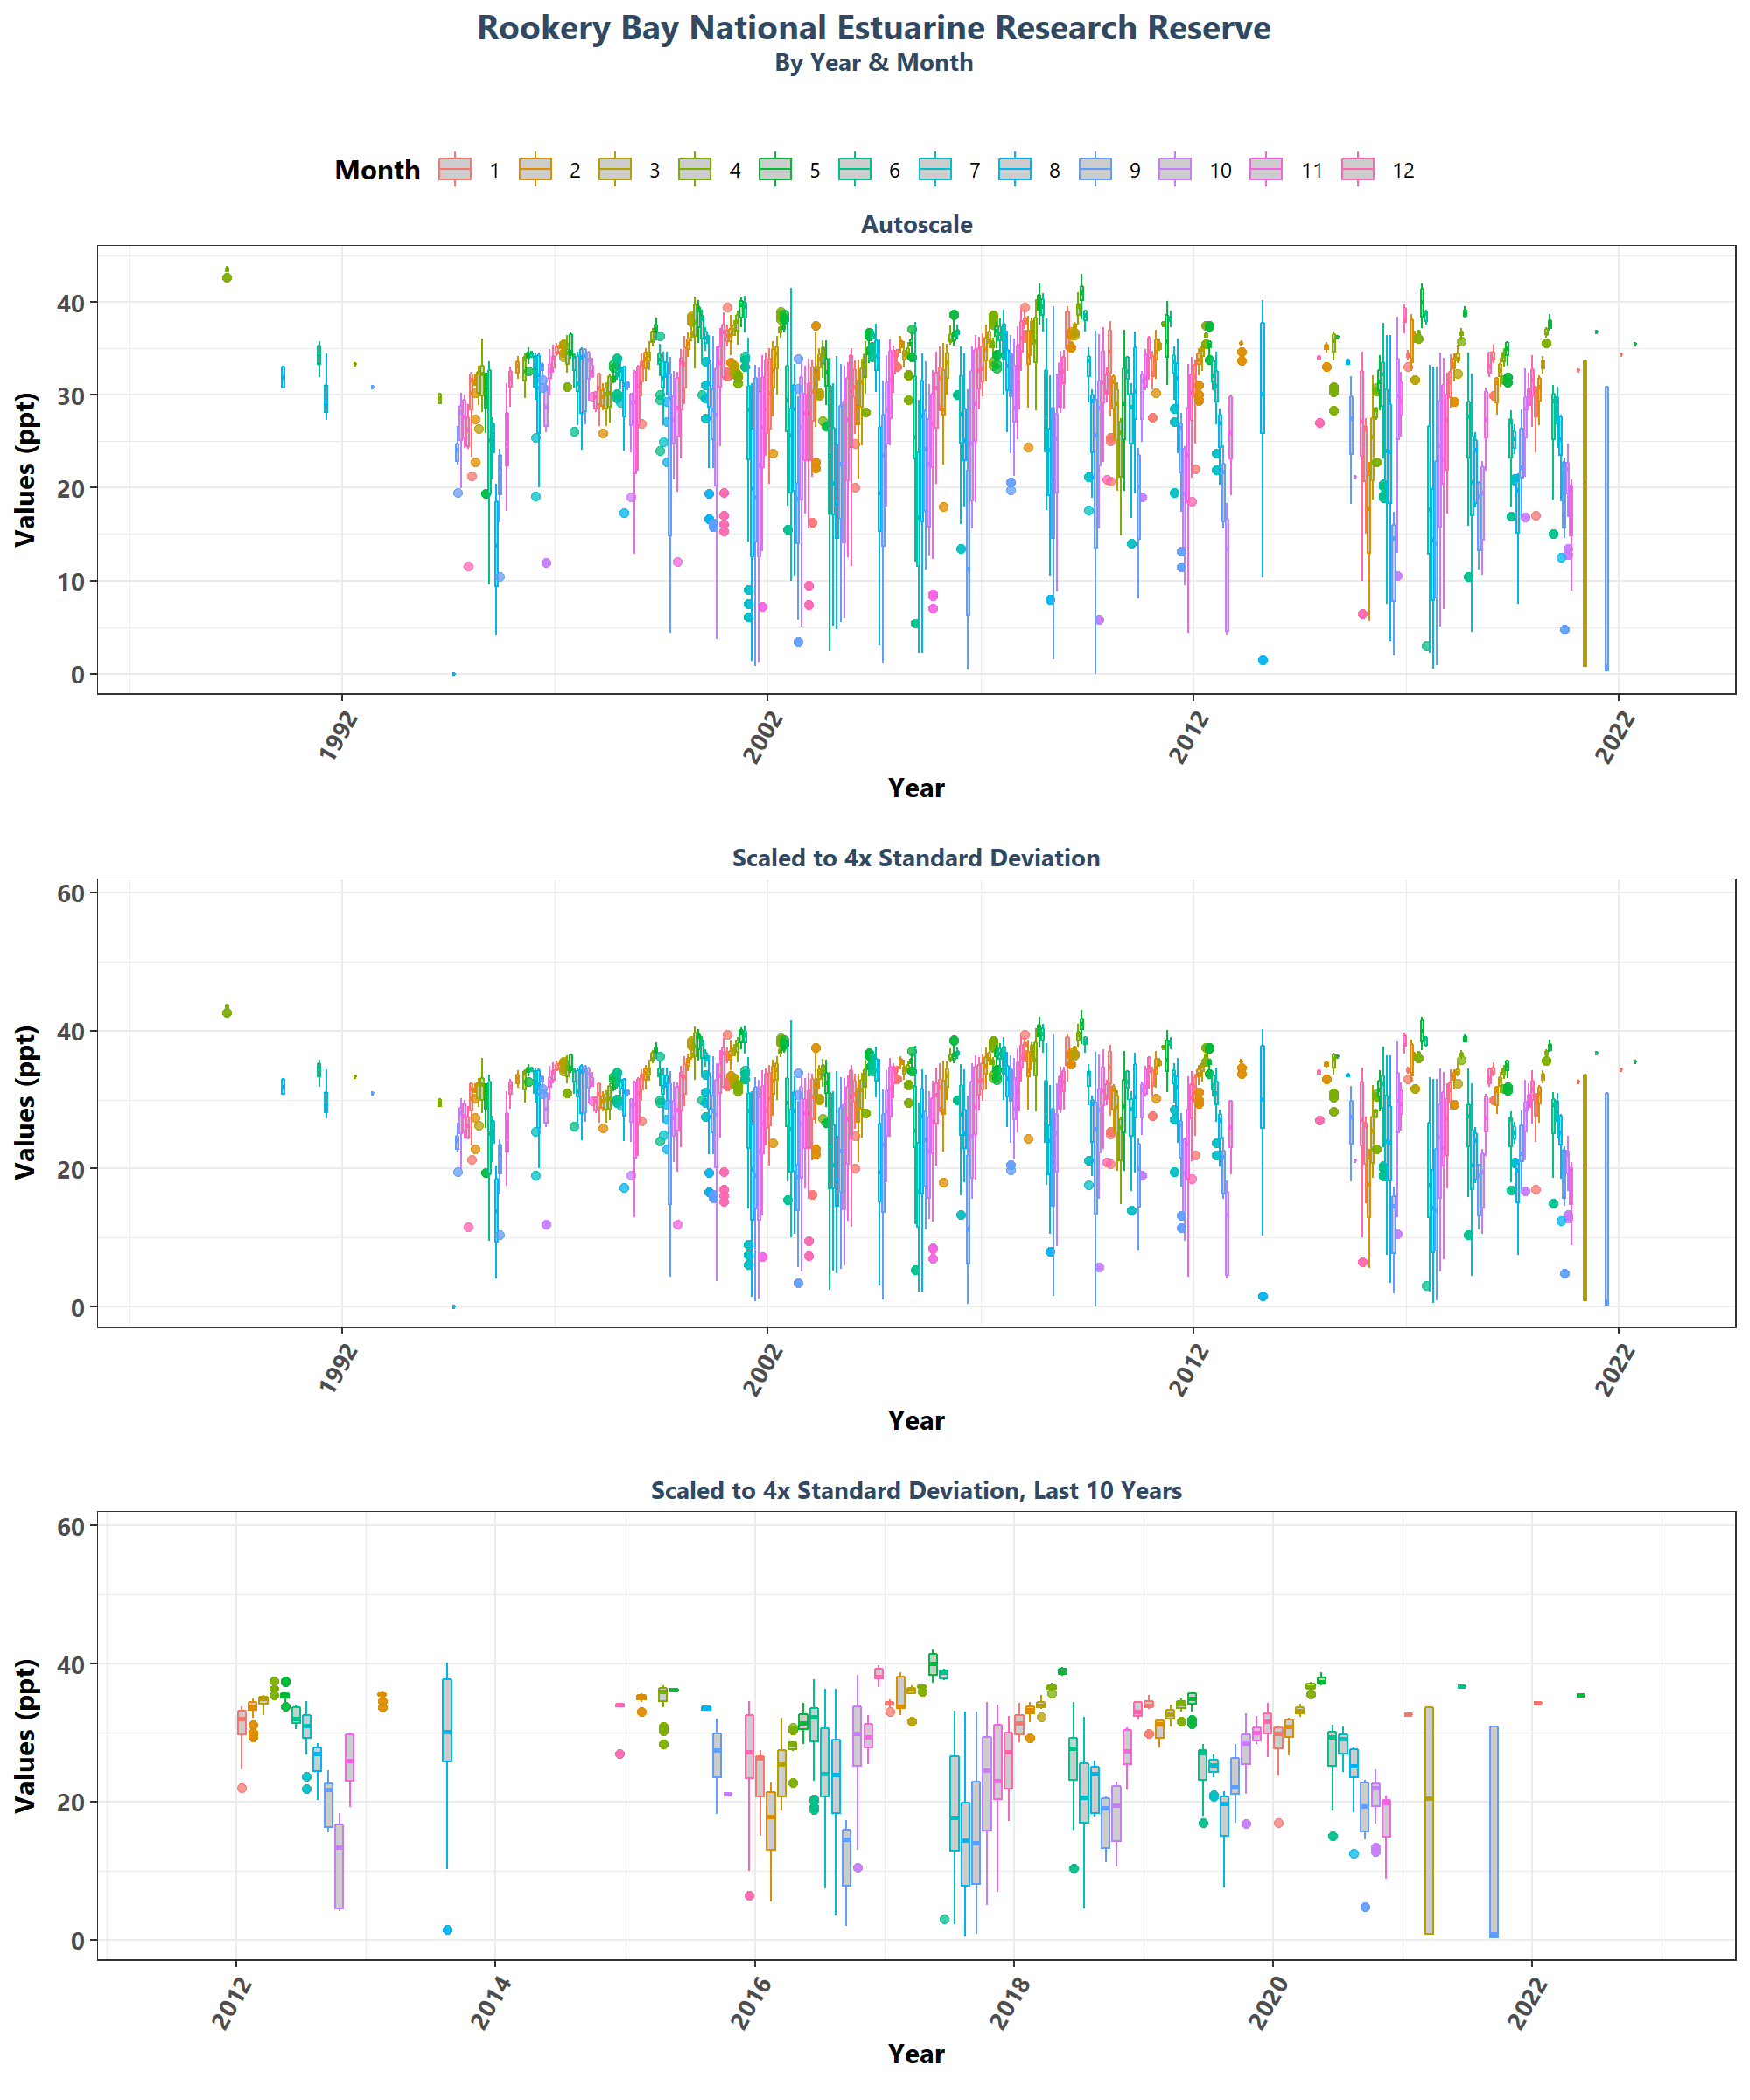 Rookery Bay National Estuarine Research Reserve
By Year & Month
Month 1 2 3 4 5 6 7 8 9 10 11 12
Autoscale
Values (ppt)
40
30
20
10
0
1992 2002 2012 2022
Year
Scaled to 4x Standard Deviation
Values (ppt)
60
40
20
0
1992 2002 2012 2022
Year
Scaled to 4x Standard Deviation, Last 10 Years
Values (ppt)
60
40
20
0
2012 2014 2016 2018 2020 2022
Year